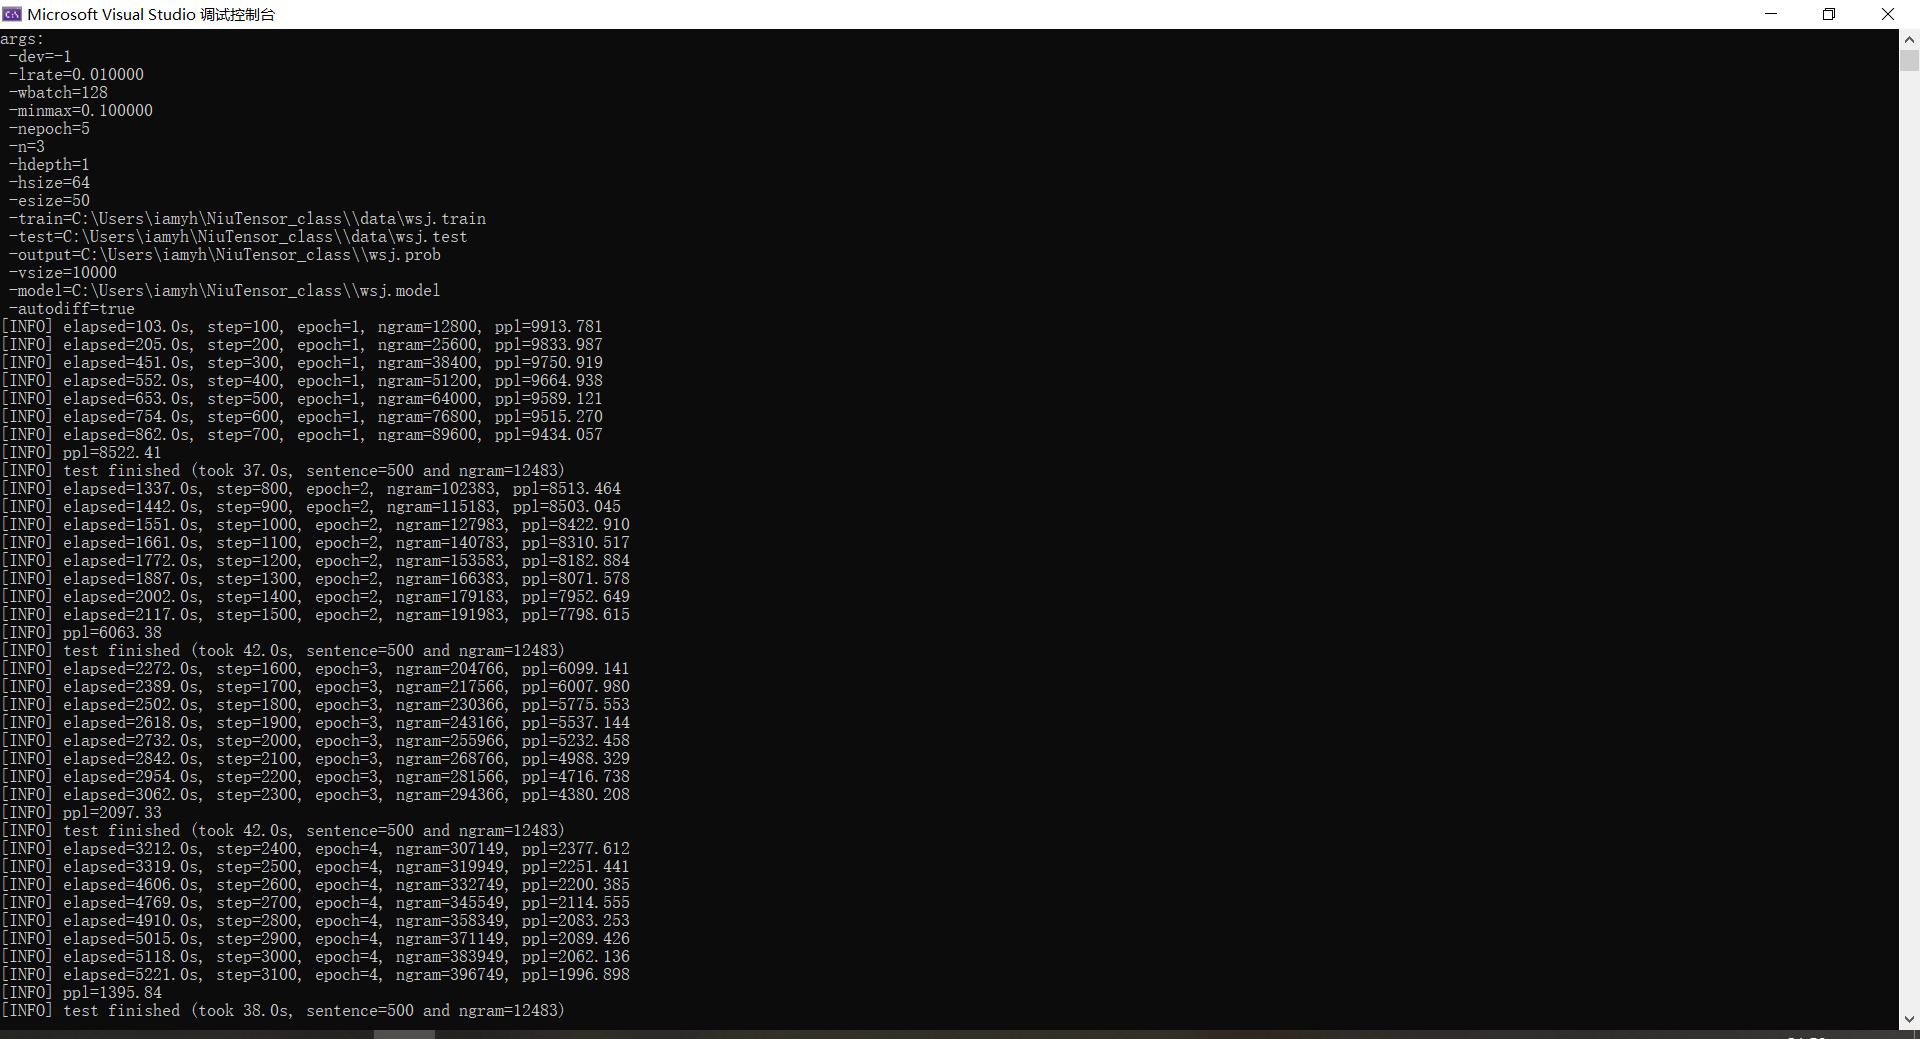 Microsoft Visual Studio 调试控制台
args:
-dev=-1
-lrate=0.010000
-wbatch=128
-minmax=0.100000
-nepoch=5
-n=3
-hdepth=1
-hsize=64
-esize=50
-train=C:\Users\iamyh\NiuTensor_class\\data\wsj.train
-test=C:\Users\iamyh\NiuTensor_class\\data\wsj.test
-output=C:\Users\iamyh\NiuTensor_class\\wsj.prob
-vsize=10000
-model=C:\Users\iamyh\NiuTensor_class\\wsj.model
-autodiff=true
[INFO] elapsed=103.0s, step=100, epoch=1, ngram=12800, ppl=9913.781
[INFO] elapsed=205.0s, step=200, epoch=1, ngram=25600, ppl=9833.987
[INFO] elapsed=451.0s, step=300, epoch=1, ngram=38400, ppl=9750.919
[INFO] elapsed=552.0s, step=400, epoch=1, ngram=51200, ppl=9664.938
[INFO] elapsed=653.0s, step=500, epoch=1, ngram=64000, ppl=9589.121
[INFO] elapsed=754.0s, step=600, epoch=1, ngram=76800, ppl=9515.270
[INFO] elapsed=862.0s, step=700, epoch=1, ngram=89600, ppl=9434.057
[INFO] ppl=8522.41
[INFO] test finished (took 37.0s, sentence=500 and ngram=12483)
[INFO] elapsed=1337.0s, step=800, epoch=2, ngram=102383, ppl=8513.464
[INFO] elapsed=1442.0s, step=900, epoch=2, ngram=115183, ppl=8503.045
[INFO] elapsed=1551.0s, step=1000, epoch=2, ngram=127983, ppl=8422.910
[INFO] elapsed=1661.0s, step=1100, epoch=2, ngram=140783, ppl=8310.517
[INFO] elapsed=1772.0s, step=1200, epoch=2, ngram=153583, ppl=8182.884
[INFO] elapsed=1887.0s, step=1300, epoch=2, ngram=166383, ppl=8071.578
[INFO] elapsed=2002.0s, step=1400, epoch=2, ngram=179183, ppl=7952.649
[INFO] elapsed=2117.0s, step=1500, epoch=2, ngram=191983, ppl=7798.615
[INFO] ppl=6063.38
[INFO] test finished (took 42.0s, sentence=500 and ngram=12483)
[INFO] elapsed=2272.0s, step=1600, epoch=3, ngram=204766, ppl=6099.141
[INFO] elapsed=2389.0s, step=1700, epoch=3, ngram=217566, ppl=6007.980
[INFO] elapsed=2502.0s, step=1800, epoch=3, ngram=230366, ppl=5775.553
[INFO] elapsed=2618.0s, step=1900, epoch=3, ngram=243166, ppl=5537.144
[INFO] elapsed=2732.0s, step=2000, epoch=3, ngram=255966, ppl=5232.458
[INFO] elapsed=2842.0s, step=2100, epoch=3, ngram=268766, ppl=4988.329
[INFO] elapsed=2954.0s, step=2200, epoch=3, ngram=281566, ppl=4716.738
[INFO] elapsed=3062.0s, step=2300, epoch=3, ngram=294366, ppl=4380.208
[INFO] ppl=2097.33
[INFO] test finished (took 42.0s, sentence=500 and ngram=12483)
[INFO] elapsed=3212.0s, step=2400, epoch=4, ngram=307149, ppl=2377.612
[INFO] elapsed=3319.0s, step=2500, epoch=4, ngram=319949, ppl=2251.441
[INFO] elapsed=4606.0s, step=2600, epoch=4, ngram=332749, ppl=2200.385
[INFO] elapsed=4769.0s, step=2700, epoch=4, ngram=345549, ppl=2114.555
[INFO] elapsed=4910.0s, step=2800, epoch=4, ngram=358349, ppl=2083.253
[INFO] elapsed=5015.0s, step=2900, epoch=4, ngram=371149, ppl=2089.426
[INFO] elapsed=5118.0s, step=3000, epoch=4, ngram=383949, ppl=2062.136
[INFO] elapsed=5221.0s, step=3100, epoch=4, ngram=396749, ppl=1996.898
[INFO] ppl=1395.84
[INFO] test finished (took 38.0s, sentence=500 and ngram=12483)